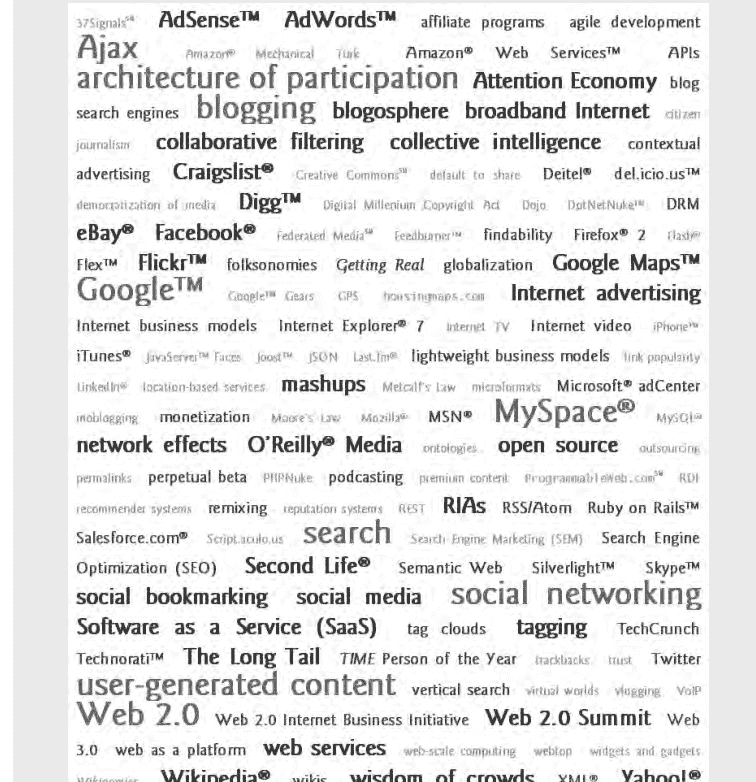 37Signals℠ AdSense™ AdWords™ affiliate programs agile development
Ajax Amazon® Mechanical Turk Amazon® Web Services™ APIs
architecture of participation Attention Economy blog
search engines blogging blogosphere broadband Internet citizen
journalism collaborative filtering collective intelligence contextual
advertising Craigslist® Creative Commons℠ default to share Deitel® del.icio.us™
democratization of media Digg™ Digital Millenium Copyright Act Dojo DotNetNuke™ DRM
eBay® Facebook® Federated Media℠ Feedburner™ findability Firefox® 2 Flash®
Flex™ Flickr™ folksonomies Getting Real globalization Google Maps™
Google™ Google™ Gears GPS housingmaps.com Internet advertising
Internet business models Internet Explorer® 7 Internet TV Internet video iPhone™
iTunes® JavaServer™ Faces Joost™ JSON Last.fm® lightweight business models link popularity
LinkedIn® location-based services mashups Metcalf's Law microformats Microsoft® adCenter
moblogging monetization Moore's Law Mozilla® MSN® MySpace® MySQL®
network effects O'Reilly® Media ontologies open source outsourcing
permalinks perpetual beta PHPNuke podcasting premium content ProgrammableWeb.com℠ RDI
recommender systems remixing reputation systems REST RIAs RSS/Atom Ruby on Rails™
Salesforce.com® Script.aculo.us search Search Engine Marketing (SEM) Search Engine
Optimization (SEO) Second Life® Semantic Web Silverlight™ Skype™
social bookmarking social media social networking
Software as a Service (SaaS) tag clouds tagging TechCrunch
Technorati™ The Long Tail TIME Person of the Year trackbacks trust Twitter
user-generated content vertical search virtual worlds vlogging VoIP
Web 2.0 Web 2.0 Internet Business Initiative Web 2.0 Summit Web
3.0 web as a platform web services web-scale computing webtop widgets and gadgets
Wikinomics Wikipedia® wikis wisdom of crowds XML® Yahoo!®